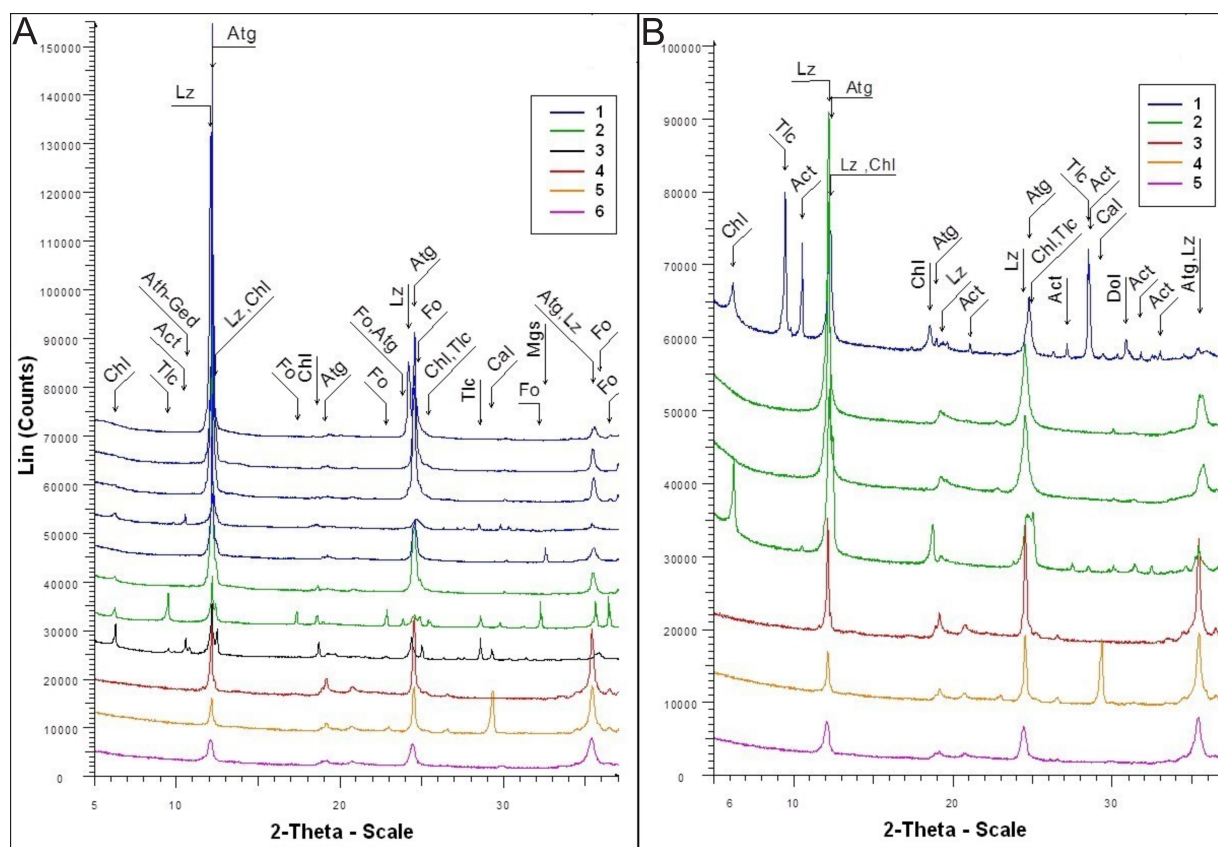 A
Lin (Counts)
150000
140000
130000
120000
110000
100000
90000
80000
70000
60000
50000
40000
30000
20000
10000
0
Atg
Lz
1
2
3
4
5
6
Chl
Tlc
Act
Ath-Ged
Lz,Chl
Fo
Chl
Atg
Fo
Fo,Atg
Lz
Atg
Fo
Chl,Tlc
Tlc
Cal
Fo
Mgs
Atg,Lz
Fo
Fo
5
10
20
30
2-Theta - Scale
B
100000
90000
80000
70000
60000
50000
40000
30000
20000
10000
0
Lz
Atg
Lz ,Chl
1
2
3
4
5
Chl
Tlc
Act
Chl
Atg
Lz
Act
Lz
Atg
Chl,Tlc
Act
Tlc
Act
Cal
Dol
Act
Act
Atg,Lz
6
10
20
30
2-Theta - Scale